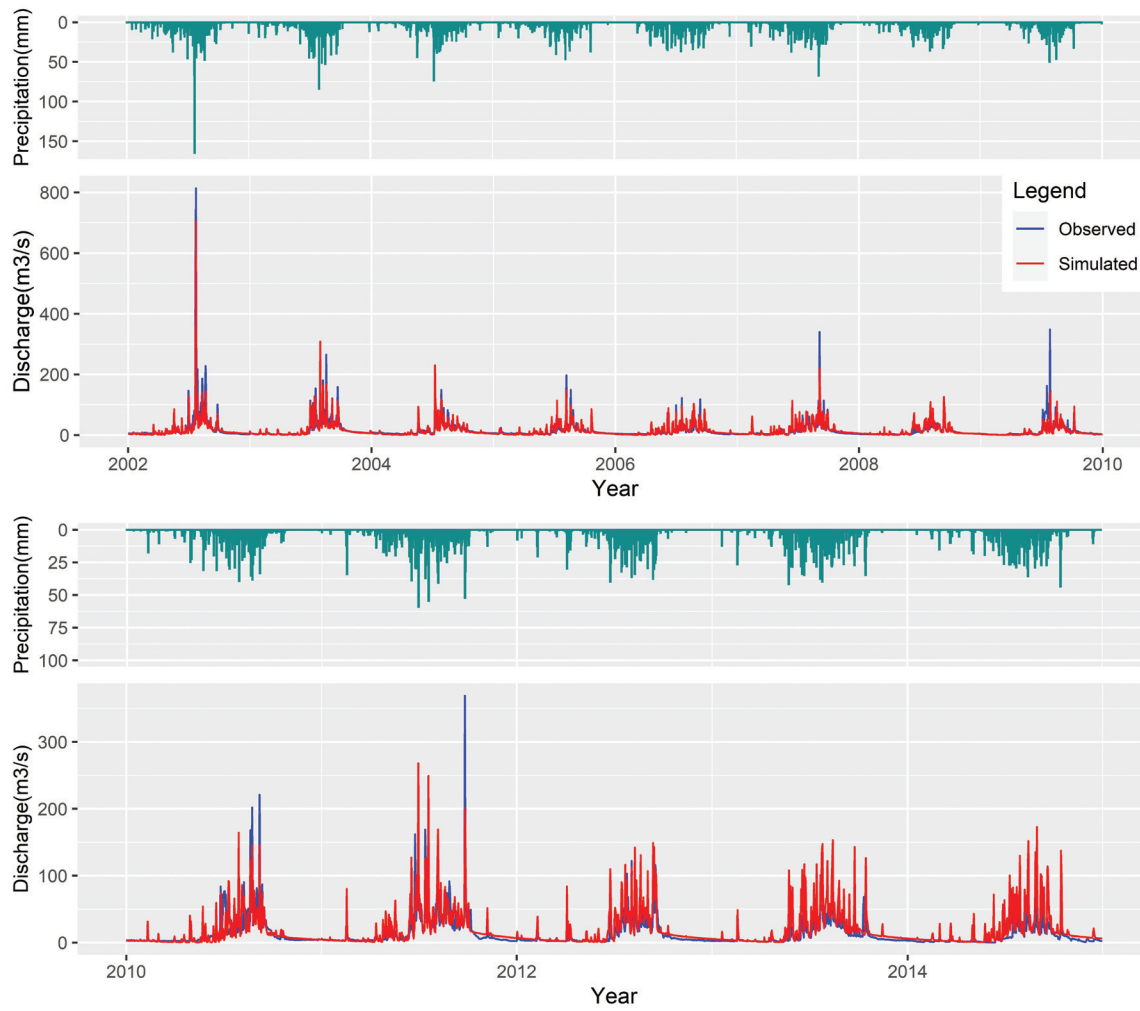 Precipitation(mm)
0
50
100
150
Discharge(m3/s)
800
600
400
200
0
Legend
Observed
Simulated
2002
2004
2006
2008
2010
Year
Precipitation(mm)
0
25
50
75
100
Discharge(m3/s)
300
200
100
0
2010
2012
2014
Year